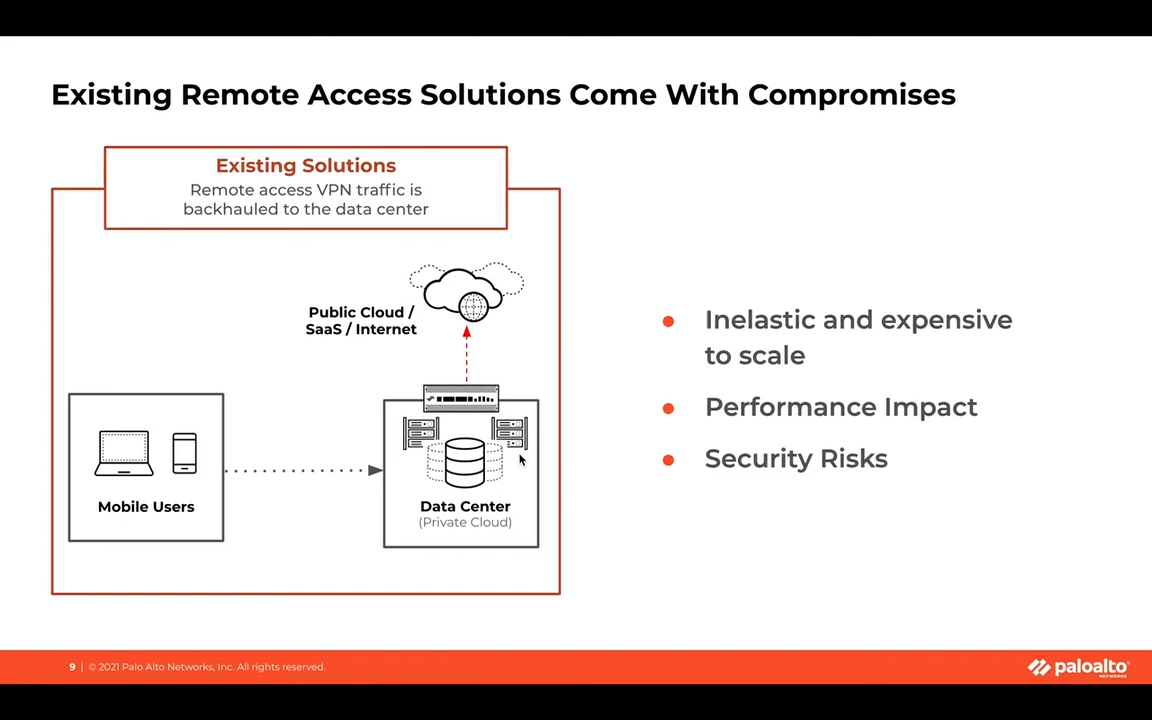 Existing Remote Access Solutions Come With Compromises
Existing Solutions
Remote access VPN traffic is
backhauled to the data center
Public Cloud /
SaaS / Internet
Mobile Users
Data Center
(Private Cloud)
● Inelastic and expensive
to scale
● Performance Impact
● Security Risks
9 | © 2021 Palo Alto Networks, Inc. All rights reserved.
paloalto®
NETWORKS